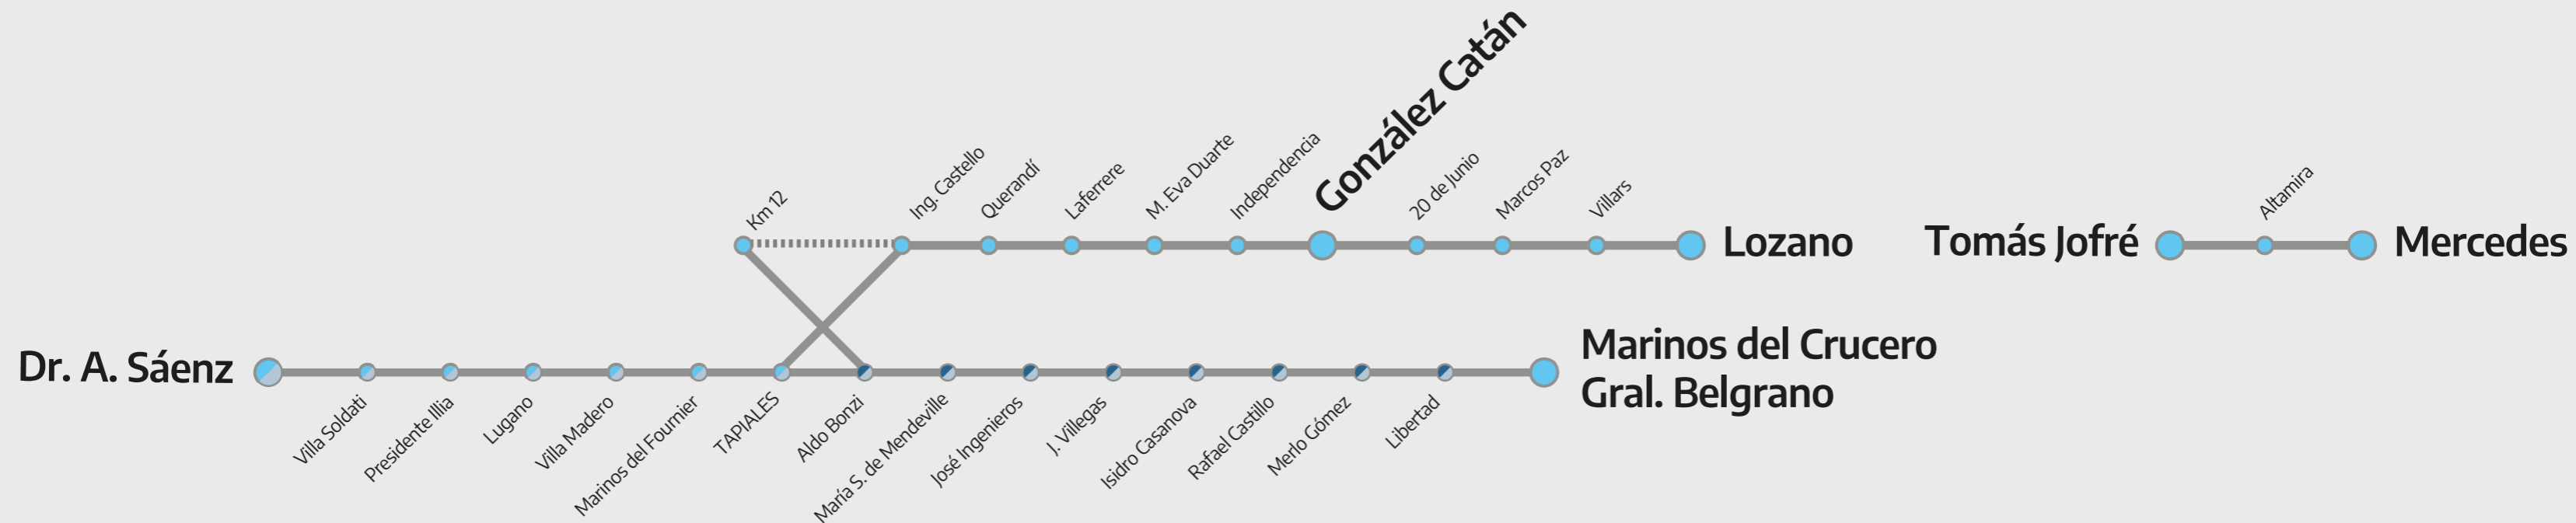 Km 12
Ing. Castello
Querandí
Laferrere
M. Eva Duarte
Independencia
González Catán
20 de Junio
Marcos Paz
Villars
Lozano
Tomás Jofré
Altamira
Mercedes
Dr. A. Sáenz
Villa Soldati
Presidente Illia
Lugano
Villa Madero
Marinos del Fournier
TAPIALES
Aldo Bonzi
María S. de Mendeville
José Ingenieros
J. Villegas
Isidro Casanova
Rafael Castillo
Merlo Gómez
Libertad
Marinos del Crucero
Gral. Belgrano